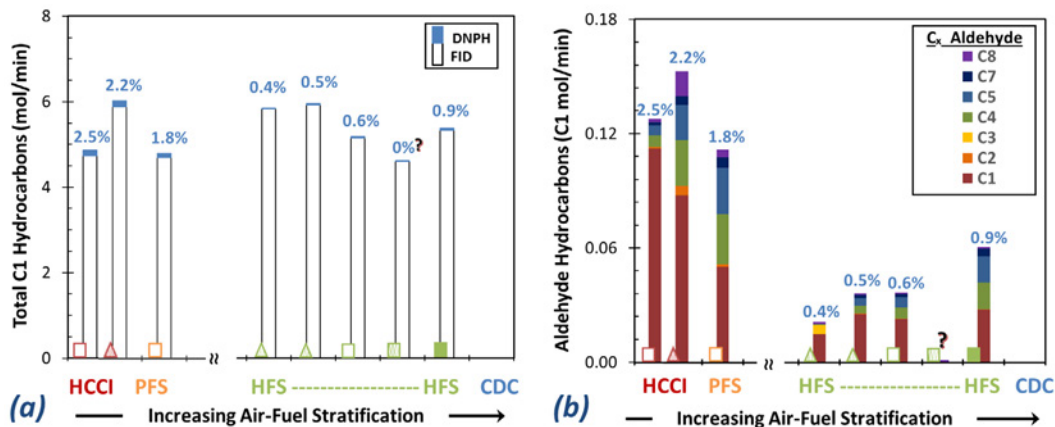 Total C1 Hydrocarbons (mol/min)
8
6
4
2
0
DNPH
FID
2.5%
2.2%
1.8%
0.4%
0.5%
0.6%
0%?
0.9%
HCCI PFS HFS ------------------ HFS CDC
(a) Increasing Air-Fuel Stratification
Aldehyde Hydrocarbons (C1 mol/min)
0.18
0.12
0.06
0.00
Cx Aldehyde
C8
C7
C5
C4
C3
C2
C1
2.5%
2.2%
1.8%
0.4%
0.5%
0.6%
?
0.9%
HCCI PFS HFS ------------------ HFS CDC
(b) Increasing Air-Fuel Stratification